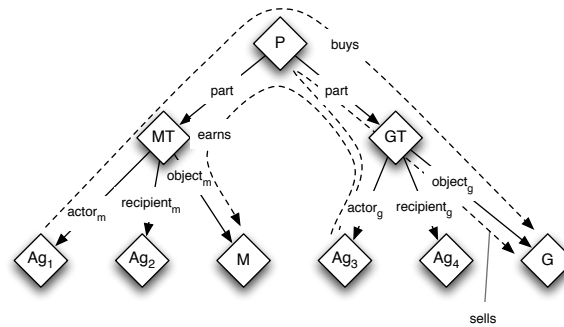 P
buys
part
part
MT
earns
GT
object_m
object_g
actor_m
recipient_m
actor_g
recipient_g
Ag_1
Ag_2
M
Ag_3
Ag_4
G
sells